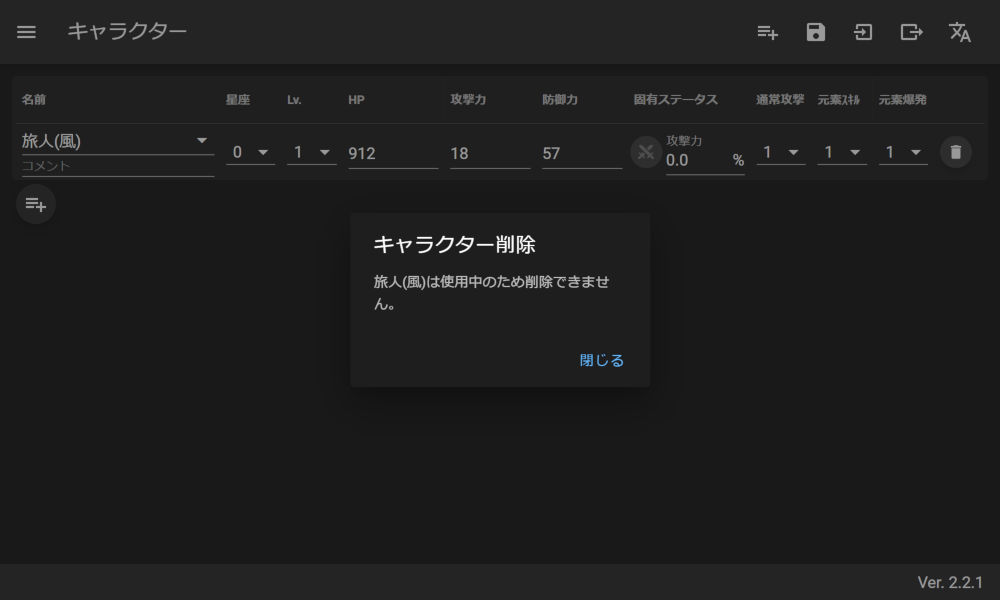 キャラクター
名前 星座 Lv. HP 攻撃力 防御力 固有ステータス 通常攻撃 元素スキル 元素爆発
旅人(風) 0 1 912 18 57 攻撃力 0.0 % 1 1 1
コメント
キャラクター削除
旅人(風)は使用中のため削除できませ
ん。
閉じる
Ver. 2.2.1